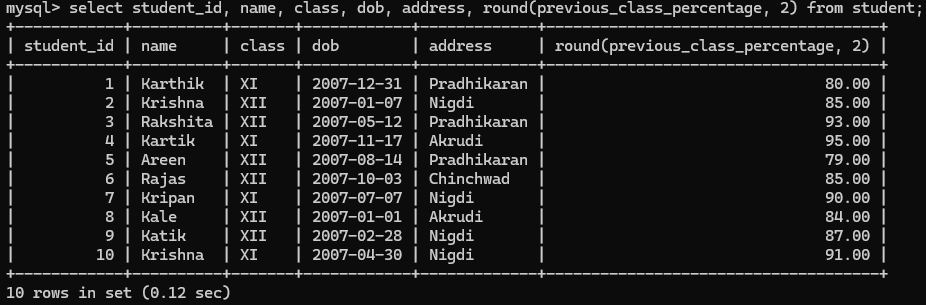 mysql> select student_id, name, class, dob, address, round(previous_class_percentage, 2) from student;
+------------+----------+-------+------------+-------------+-------------------------------------+
| student_id | name     | class | dob        | address     | round(previous_class_percentage, 2) |
+------------+----------+-------+------------+-------------+-------------------------------------+
|          1 | Karthik  | XI    | 2007-12-31 | Pradhikaran |                               80.00 |
|          2 | Krishna  | XII   | 2007-01-07 | Nigdi       |                               85.00 |
|          3 | Rakshita | XII   | 2007-05-12 | Pradhikaran |                               93.00 |
|          4 | Kartik   | XI    | 2007-11-17 | Akrudi      |                               95.00 |
|          5 | Areen    | XII   | 2007-08-14 | Pradhikaran |                               79.00 |
|          6 | Rajas    | XII   | 2007-10-03 | Chinchwad   |                               85.00 |
|          7 | Kripan   | XI    | 2007-07-07 | Nigdi       |                               90.00 |
|          8 | Kale     | XII   | 2007-01-01 | Akrudi      |                               84.00 |
|          9 | Katik    | XII   | 2007-02-28 | Nigdi       |                               87.00 |
|         10 | Krishna  | XI    | 2007-04-30 | Nigdi       |                               91.00 |
+------------+----------+-------+------------+-------------+-------------------------------------+
10 rows in set (0.12 sec)